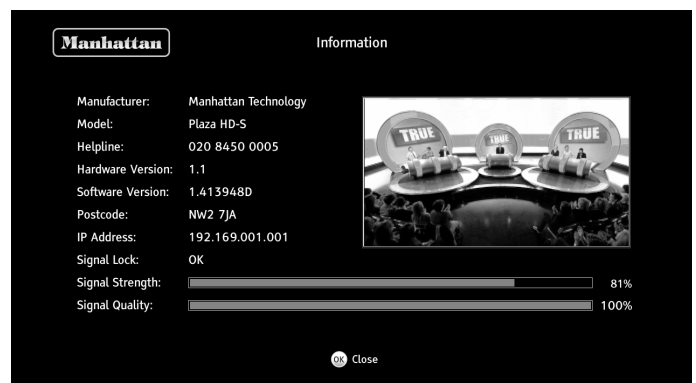 Manhattan
Information
Manufacturer: Manhattan Technology
Model: Plaza HD-S
Helpline: 020 8450 0005
Hardware Version: 1.1
Software Version: 1.413948D
Postcode: NW2 7JA
IP Address: 192.169.001.001
Signal Lock: OK
Signal Strength: 81%
Signal Quality: 100%
TRUE TRUE
OK Close